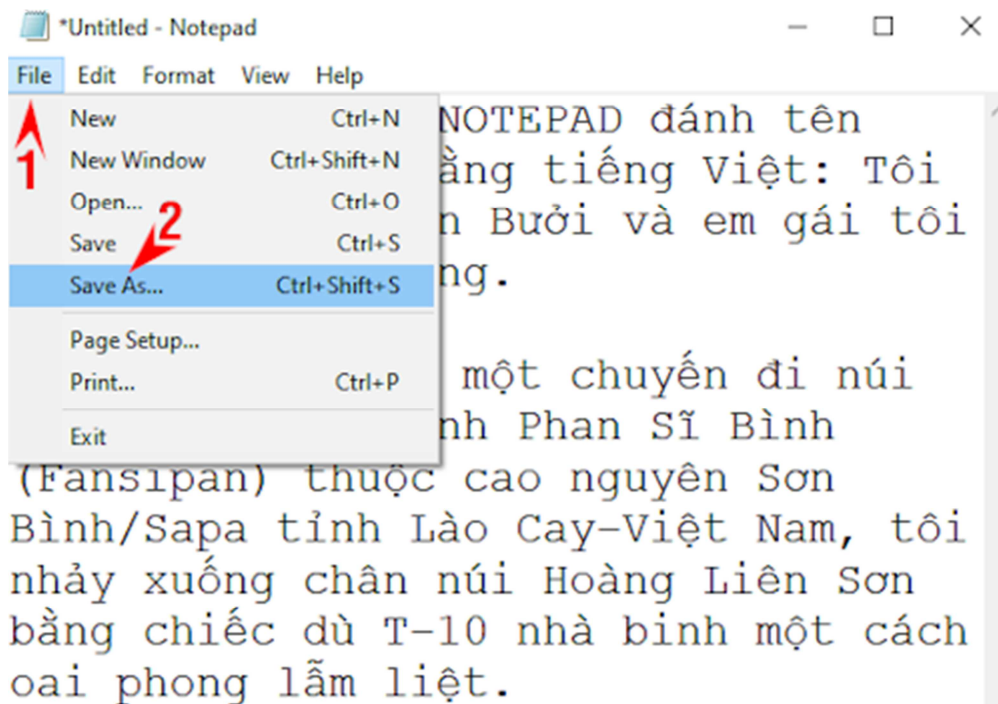 *Untitled - Notepad
File Edit Format View Help
1
2
New Ctrl+N
New Window Ctrl+Shift+N
Open... Ctrl+O
Save Ctrl+S
Save As... Ctrl+Shift+S
Page Setup...
Print... Ctrl+P
Exit
NOTEPAD đánh tên
tiếng Việt: Tôi
Bưởi và em gái tôi
một chuyến đi núi
Phan Sĩ Bình
(Fansipan) thuộc cao nguyên Sơn
Bình/Sapa tỉnh Lào Cay-Việt Nam, tôi
nhảy xuống chân núi Hoàng Liên Sơn
bằng chiếc dù T-10 nhà binh một cách
oai phong lẫm liệt.